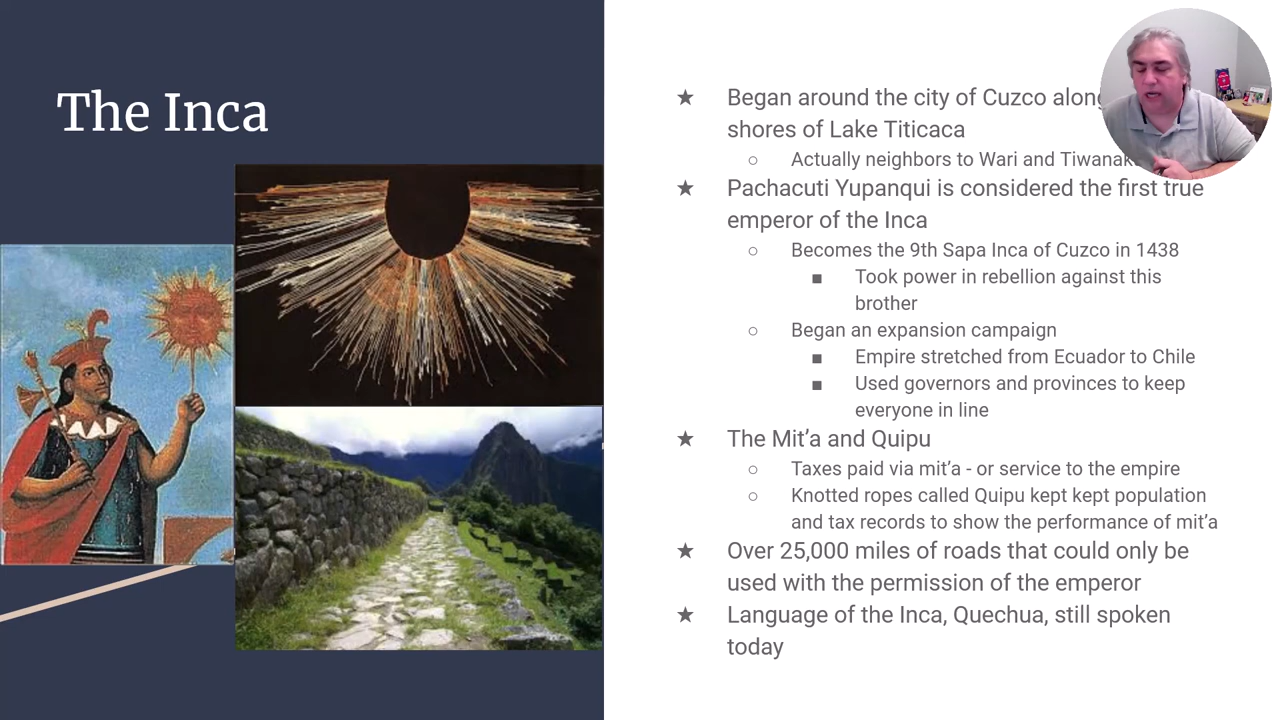 The Inca
★ Began around the city of Cuzco along
shores of Lake Titicaca
○ Actually neighbors to Wari and
★ Pachacuti Yupanqui is considered the first true
emperor of the Inca
○ Becomes the 9th Sapa Inca of Cuzco in 1438
■ Took power in rebellion against this
brother
○ Began an expansion campaign
■ Empire stretched from Ecuador to Chile
■ Used governors and provinces to keep
everyone in line
★ The Mit’a and Quipu
○ Taxes paid via mit’a - or service to the empire
○ Knotted ropes called Quipu kept kept population
and tax records to show the performance of mit’a
★ Over 25,000 miles of roads that could only be
used with the permission of the emperor
★ Language of the Inca, Quechua, still spoken
today